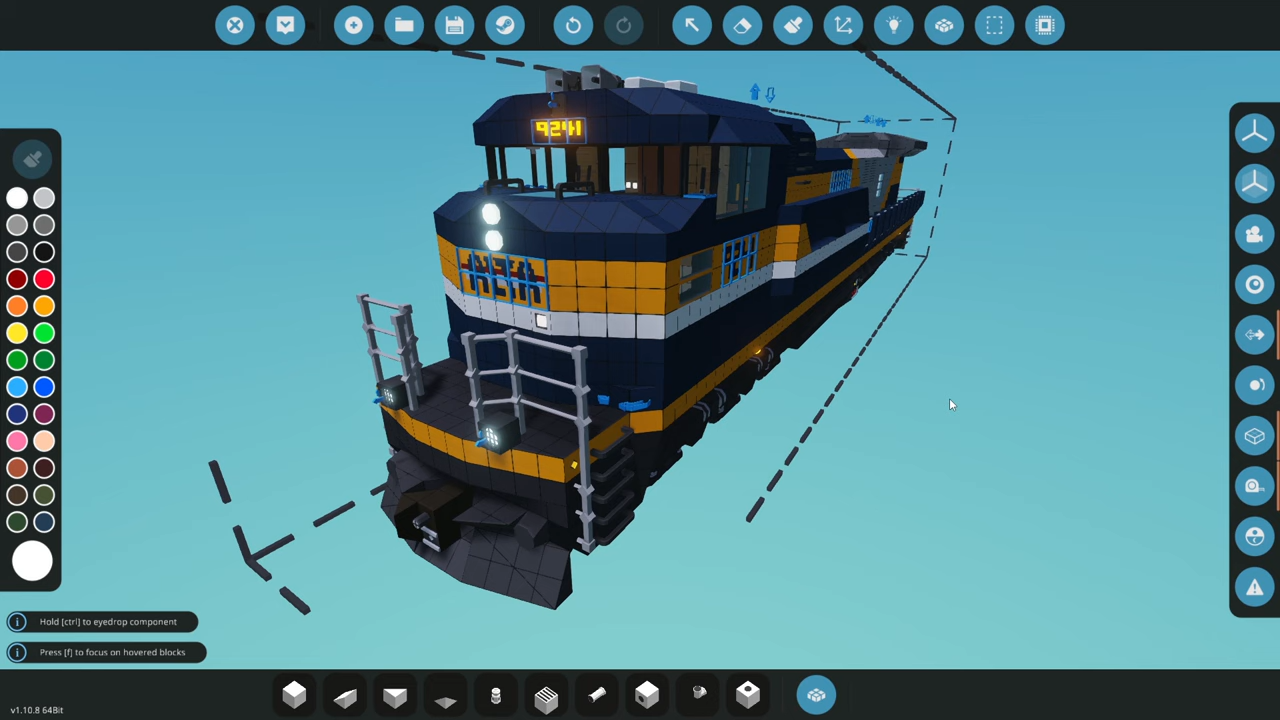 9241
Hold [ctrl] to eyedrop component
Press [f] to focus on hovered blocks
v1.10.8 64Bit